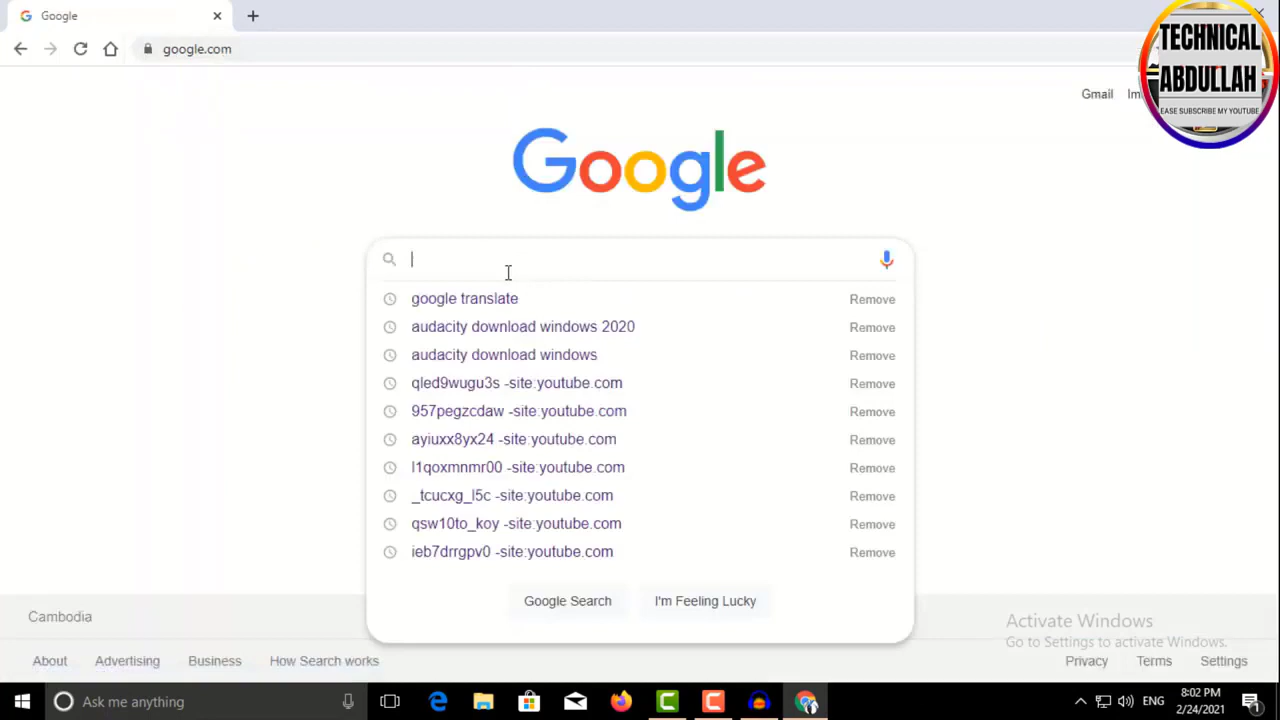 Google
google.com
TECHNICAL
ABDULLAH
EASE SUBSCRIBE MY YOUTUBE
Gmail
Google
google translate Remove
audacity download windows 2020 Remove
audacity download windows Remove
qled9wugu3s -site:youtube.com Remove
957pegzcdaw -site:youtube.com Remove
ayiuxx8yx24 -site:youtube.com Remove
l1qoxmnmr00 -site:youtube.com Remove
_tcucxg_l5c -site:youtube.com Remove
qsw10to_koy -site:youtube.com Remove
ieb7drrgpv0 -site:youtube.com Remove
Google Search I'm Feeling Lucky
Cambodia
Activate Windows
Go to Settings to activate Windows.
About Advertising Business How Search works Privacy Terms Settings
Ask me anything
ENG
8:02 PM
2/24/2021
1